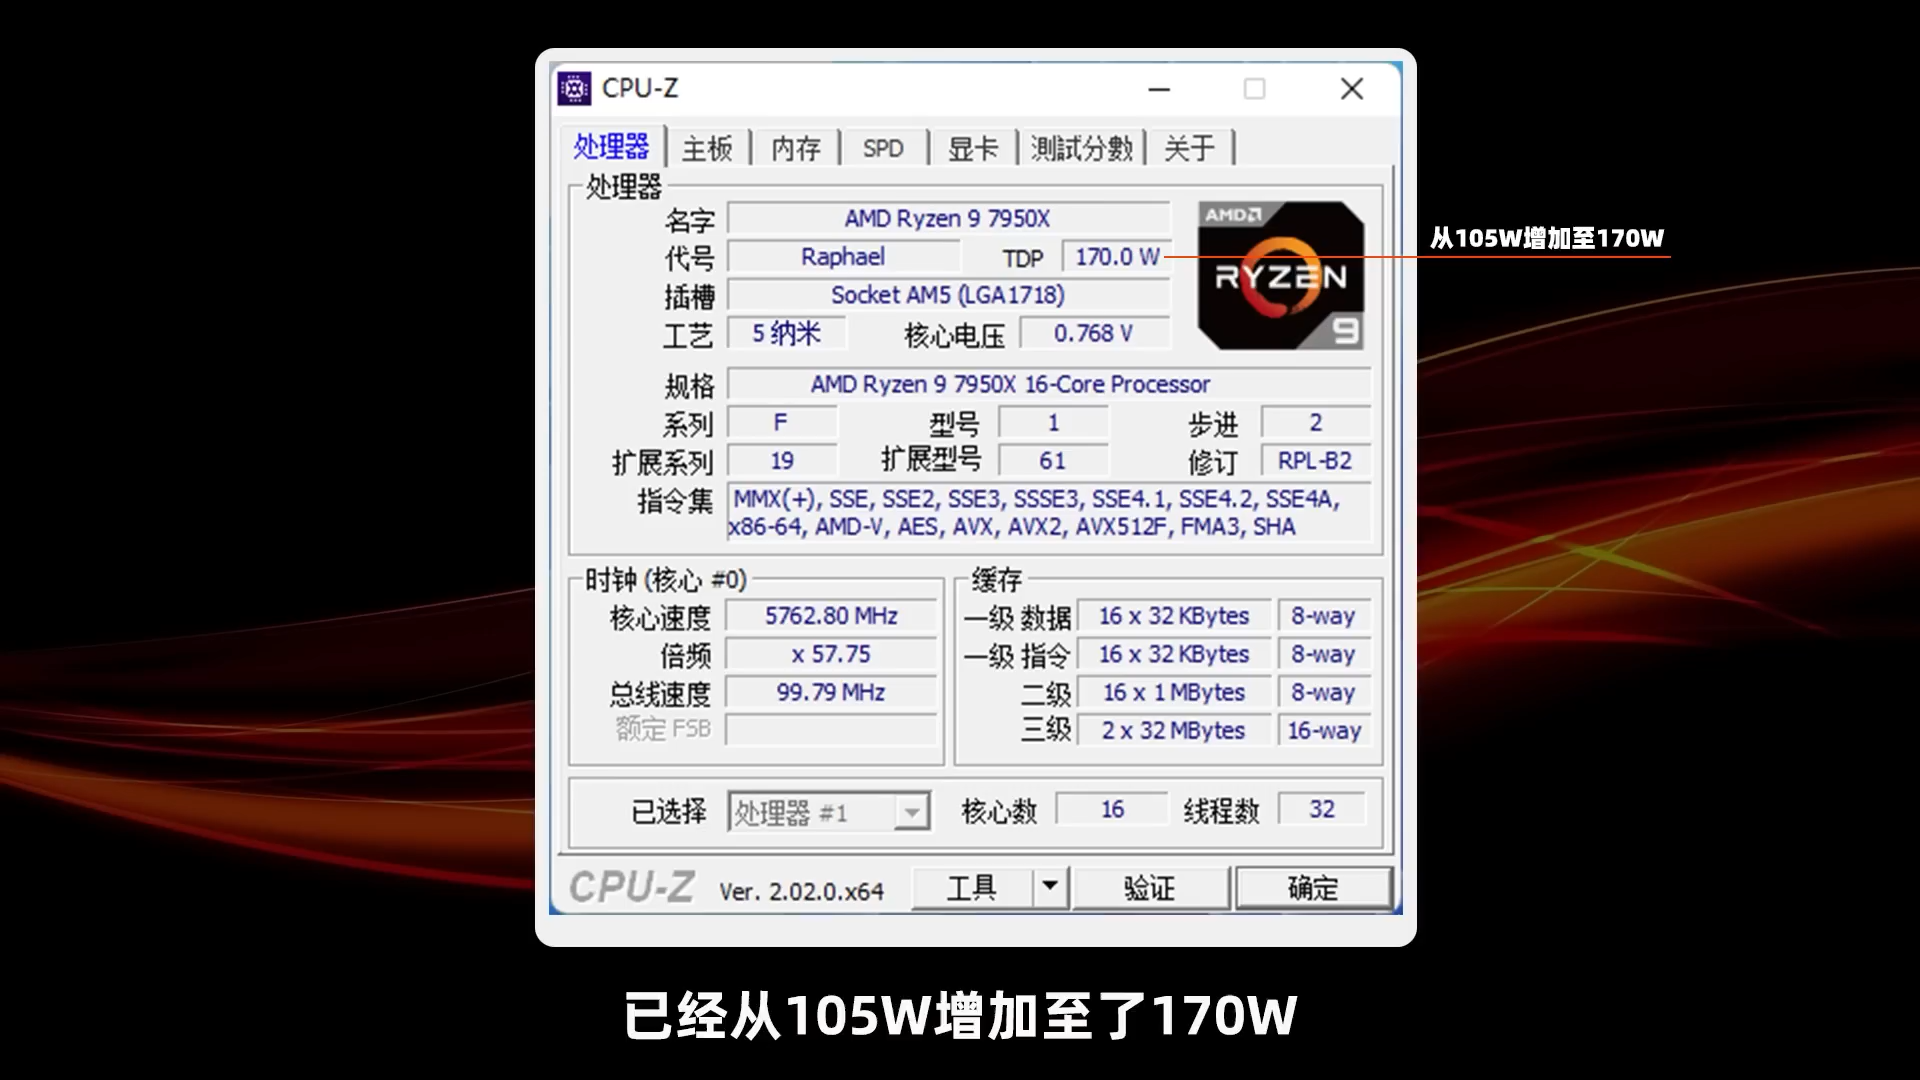 CPU-Z
处理器 主板 内存 SPD 显卡 測試分數 关于
处理器
名字 AMD Ryzen 9 7950X
代号 Raphael TDP 170.0 W
插槽 Socket AM5 (LGA1718)
工艺 5 纳米 核心电压 0.768 V
AMD
RYZEN
9
从105W增加至170W
规格 AMD Ryzen 9 7950X 16-Core Processor
系列 F 型号 1 步进 2
扩展系列 19 扩展型号 61 修订 RPL-B2
指令集 MMX(+), SSE, SSE2, SSE3, SSSE3, SSE4.1, SSE4.2, SSE4A,
x86-64, AMD-V, AES, AVX, AVX2, AVX512F, FMA3, SHA
时钟 (核心 #0)
核心速度 5762.80 MHz
倍频 x 57.75
总线速度 99.79 MHz
额定 FSB
缓存
一级 数据 16 x 32 KBytes 8-way
一级 指令 16 x 32 KBytes 8-way
二级 16 x 1 MBytes 8-way
三级 2 x 32 MBytes 16-way
已选择 处理器 #1 核心数 16 线程数 32
CPU-Z Ver. 2.02.0.x64 工具 验证 确定
已经从105W增加至了170W